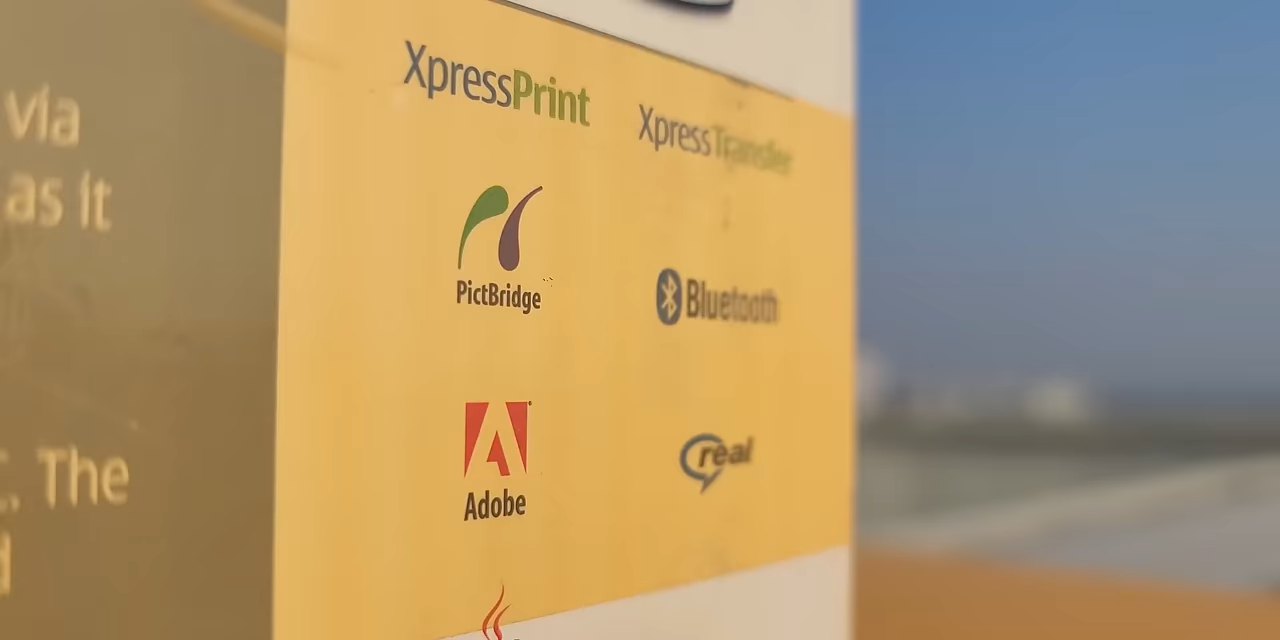 via
as it
. The
XpressPrint
XpressTransfer
PictBridge
Bluetooth
Adobe
real